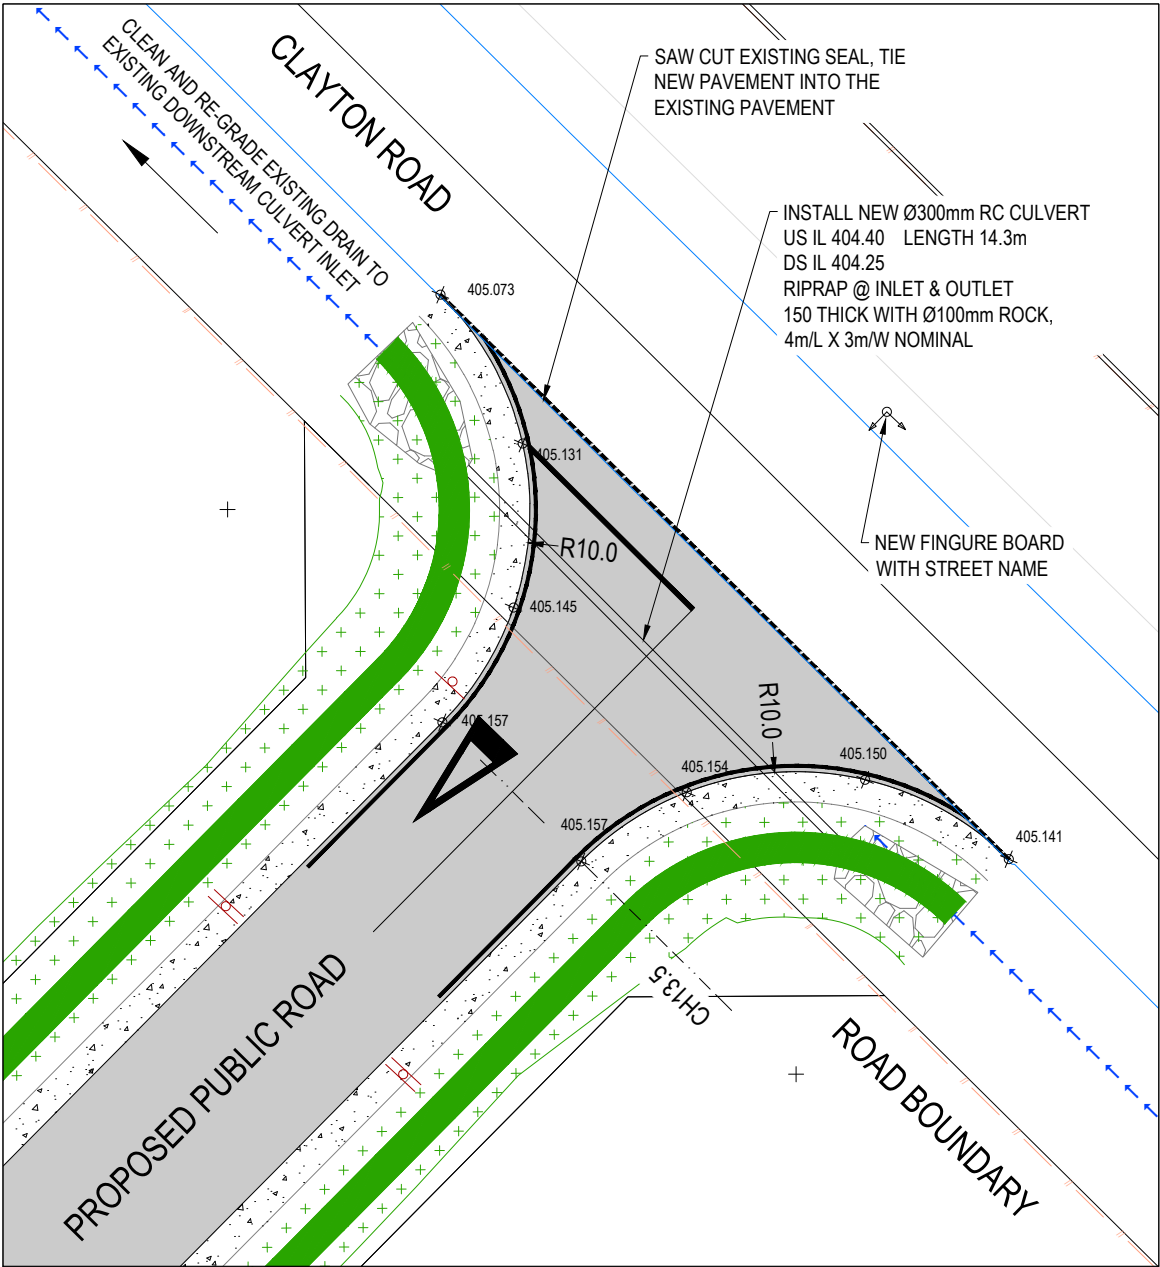 CLEAN AND RE-GRADE EXISTING DRAIN TO
EXISTING DOWNSTREAM CULVERT INLET
CLAYTON ROAD
SAW CUT EXISTING SEAL, TIE
NEW PAVEMENT INTO THE
EXISTING PAVEMENT
INSTALL NEW Ø300mm RC CULVERT
US IL 404.40 LENGTH 14.3m
DS IL 404.25
RIPRAP @ INLET & OUTLET
150 THICK WITH Ø100mm ROCK,
4m/L X 3m/W NOMINAL
405.073
405.131
NEW FINGURE BOARD
WITH STREET NAME
R10.0
405.145
R10.0
405.157
405.150
405.154
405.157
405.141
CH13.5
PROPOSED PUBLIC ROAD
ROAD BOUNDARY